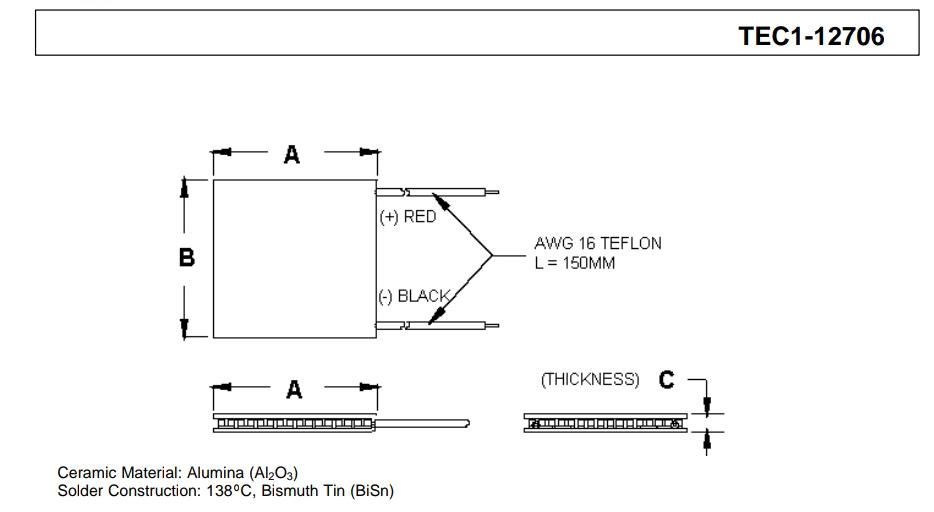 TEC1-12706
A
(+) RED
B
AWG 16 TEFLON
L = 150MM
(-) BLACK
A
(THICKNESS) C
Ceramic Material: Alumina (Al₂O₃)
Solder Construction: 138ºC, Bismuth Tin (BiSn)